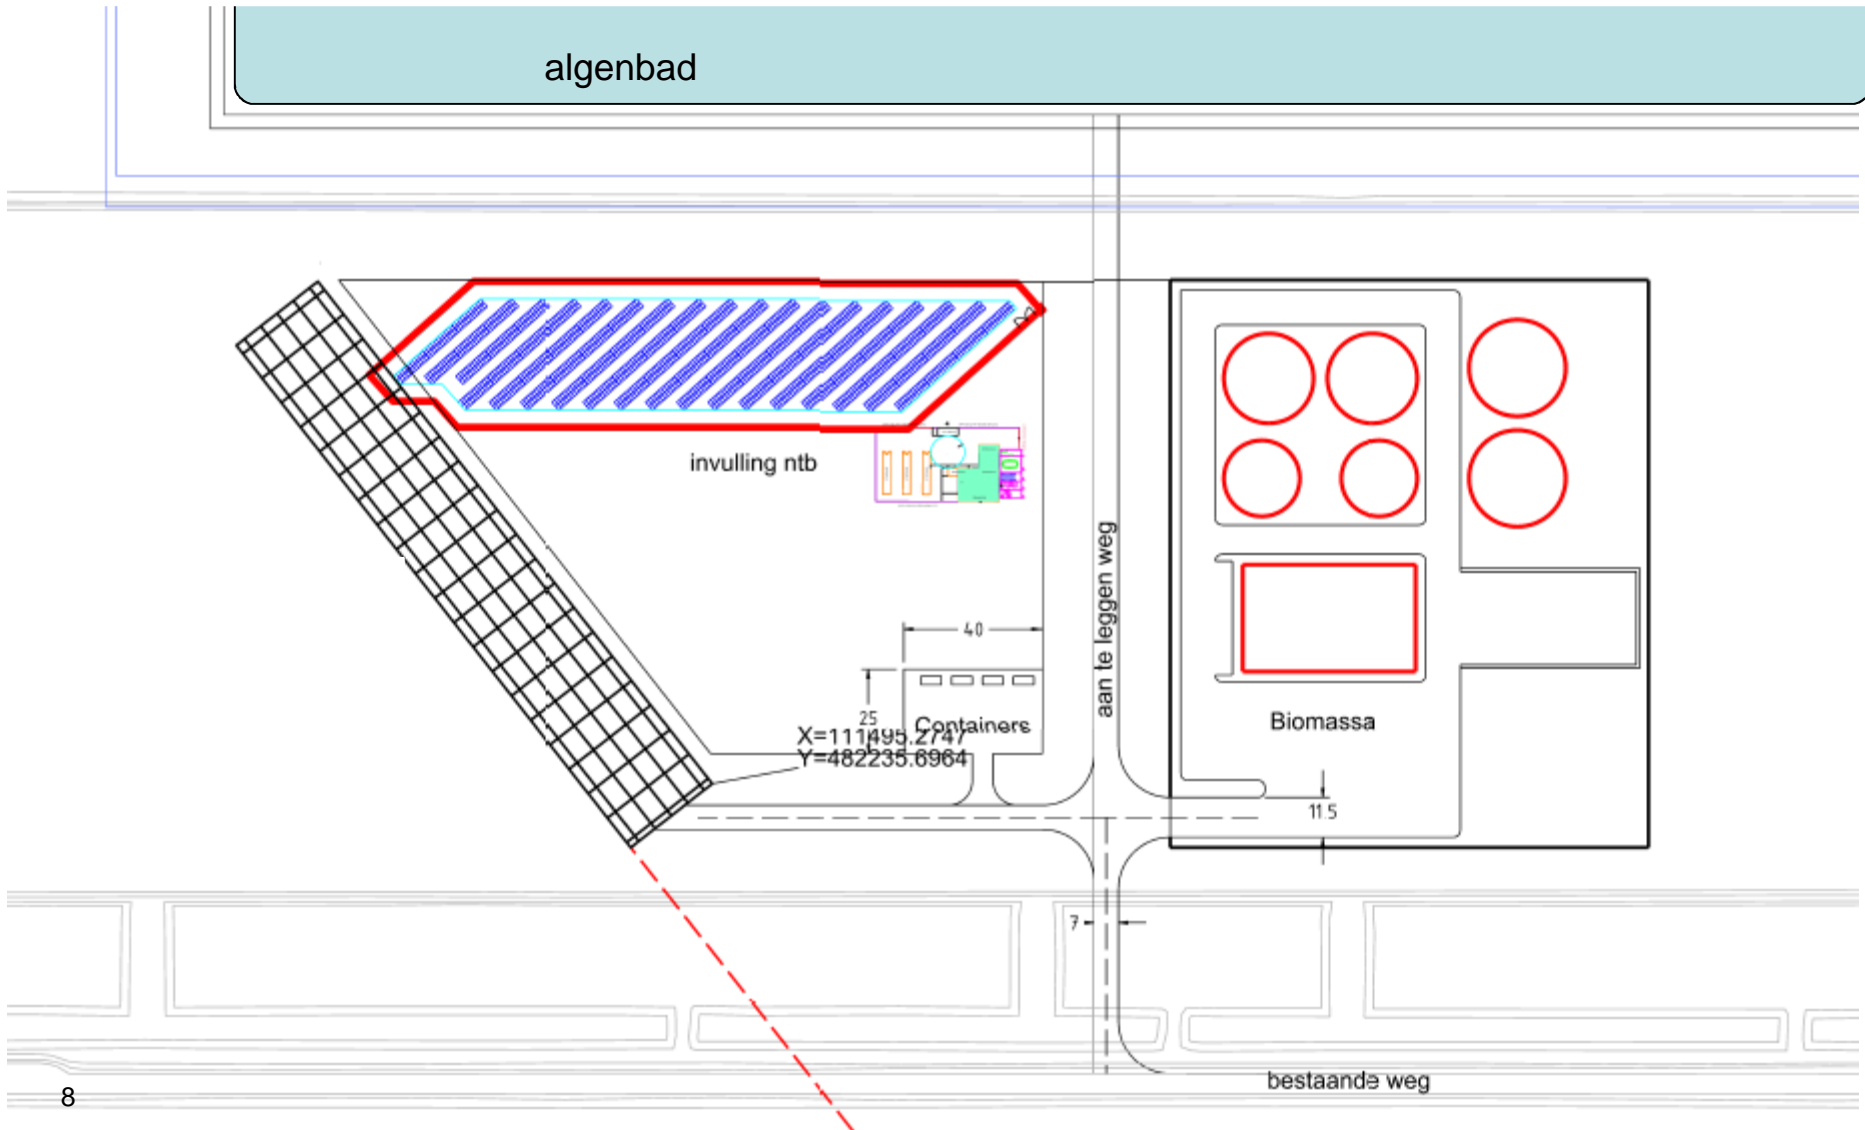 algenbad
invulling ntb
aan te leggen weg
40
25
Containers
X=111495.2747
Y=482235.6964
Biomassa
11.5
7
bestaande weg
8